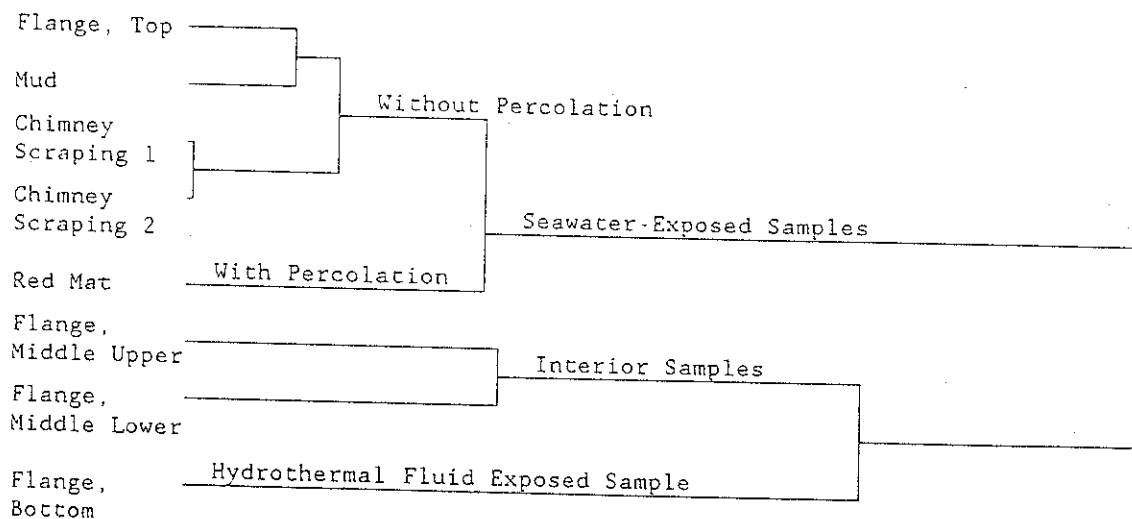 Flange, Top
Mud
Without Percolation
Chimney
Scraping 1
Chimney
Scraping 2
Seawater-Exposed Samples
With Percolation
Red Mat
Flange,
Middle Upper
Interior Samples
Flange,
Middle Lower
Hydrothermal Fluid Exposed Sample
Flange,
Bottom